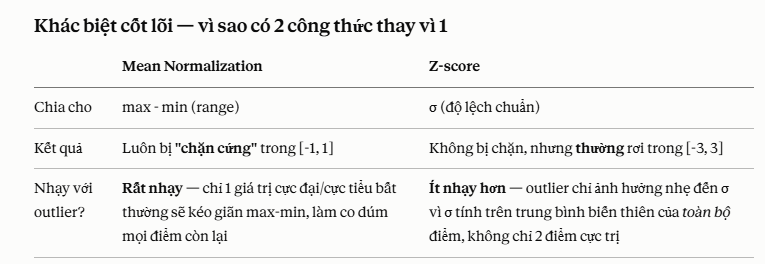 Khác biệt cốt lõi — vì sao có 2 công thức thay vì 1
Mean Normalization Z-score
Chia cho max - min (range) σ (độ lệch chuẩn)
Kết quả Luôn bị "chặn cứng" trong [-1, 1] Không bị chặn, nhưng thường rơi trong [-3, 3]
Nhạy với Rất nhạy — chỉ 1 giá trị cực đại/cực tiểu bất Ít nhạy hơn — outlier chỉ ảnh hưởng nhẹ đến σ
outlier? thường sẽ kéo giãn max-min, làm co dúm vì σ tính trên trung bình biến thiên của toàn bộ
mọi điểm còn lại điểm, không chỉ 2 điểm cực trị